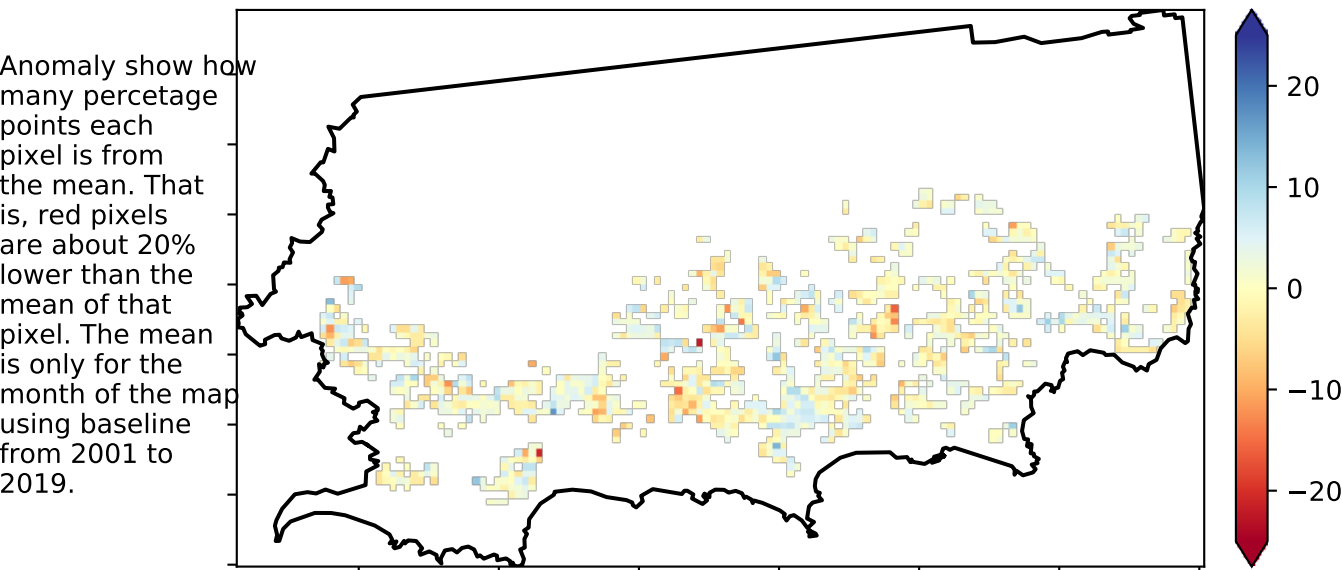 Anomaly show how
many percetage
points each
pixel is from
the mean. That
is, red pixels
are about 20%
lower than the
mean of that
pixel. The mean
is only for the
month of the map
using baseline
from 2001 to
2019.
20
10
0
−10
−20